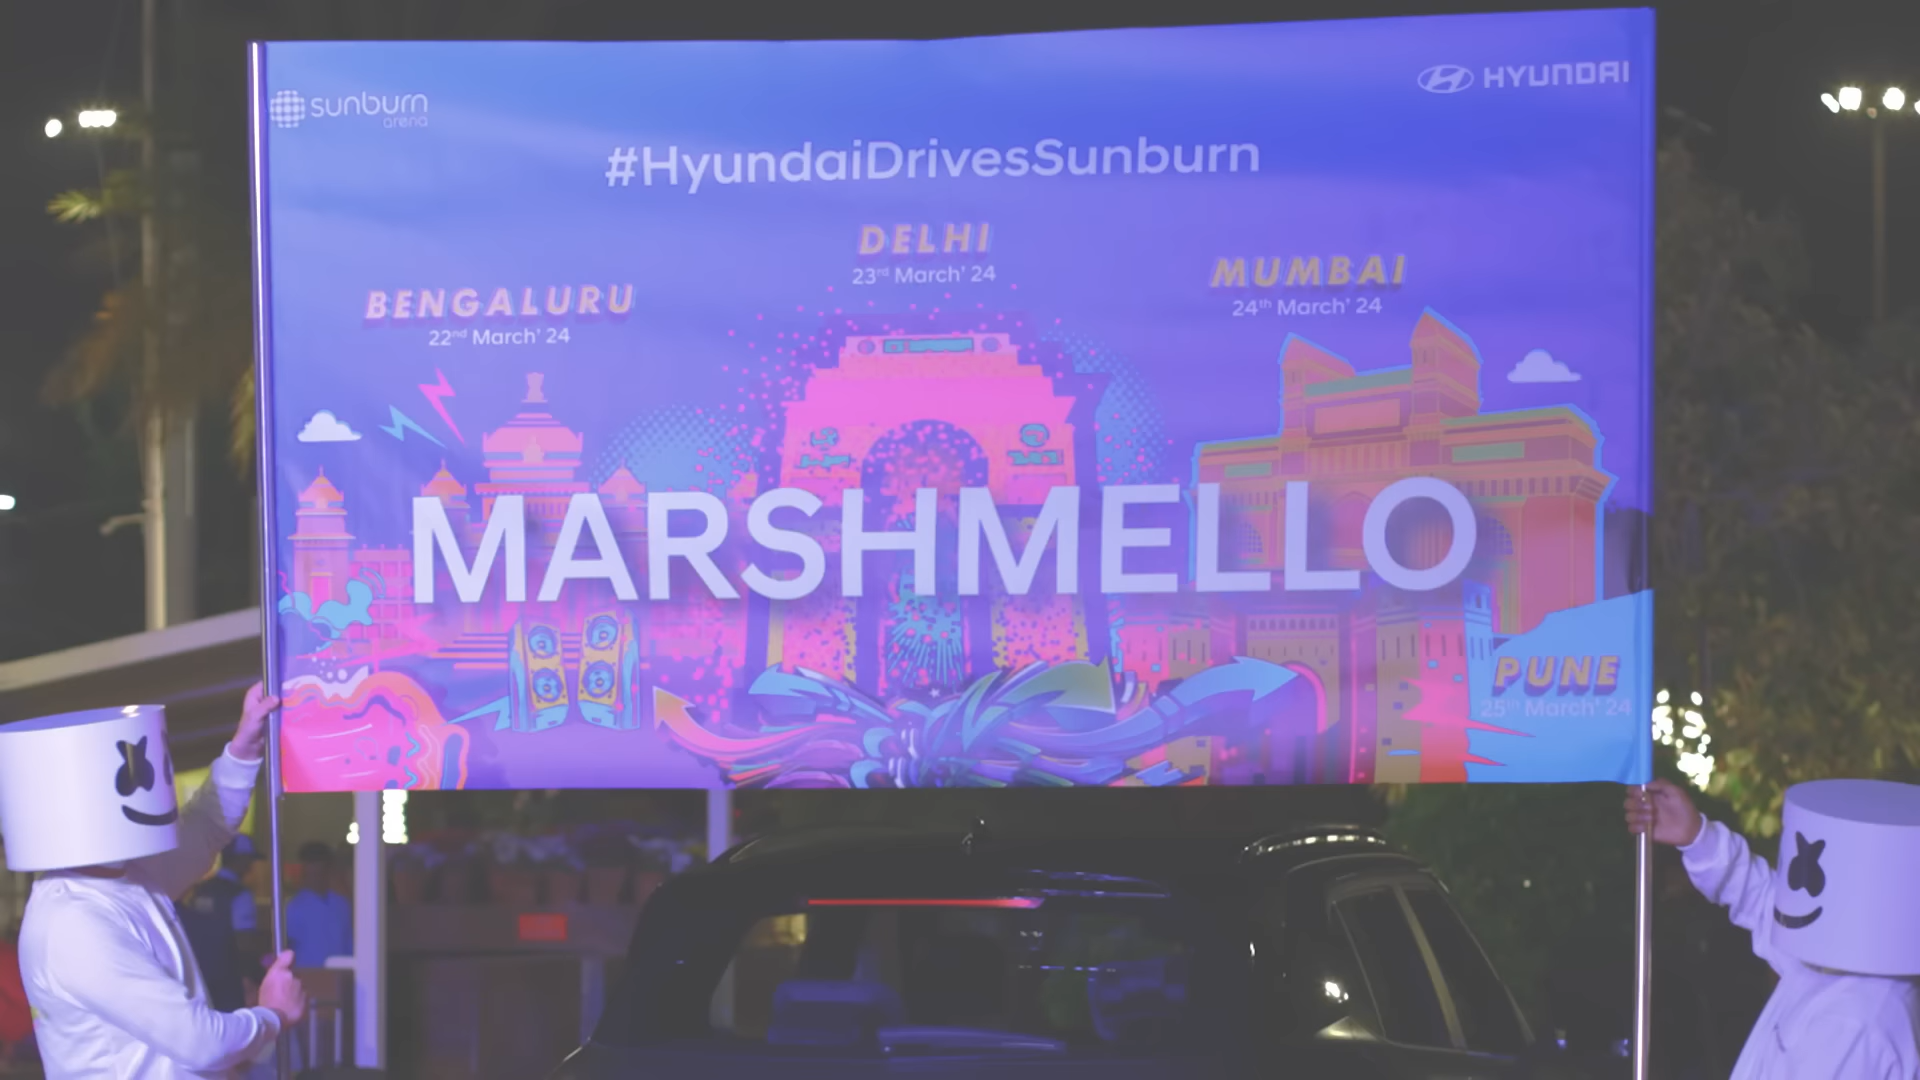 sunburn
arena
HYUNDAI
#HyundaiDrivesSunburn
DELHI
23rd March' 24
MUMBAI
24th March' 24
BENGALURU
22nd March' 24
MARSHMELLO
PUNE
25th March' 24